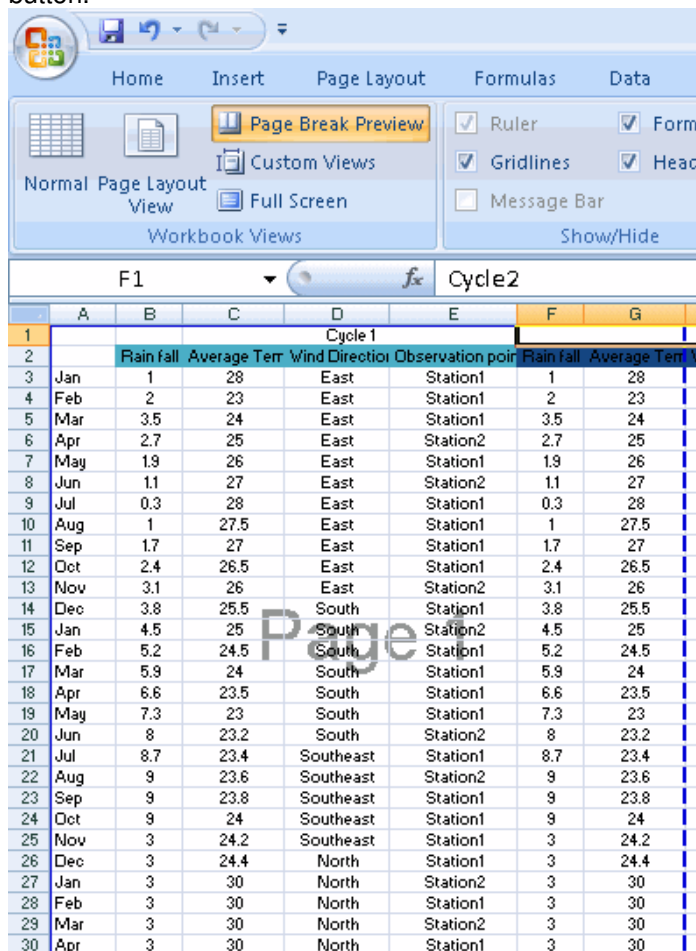 button.
Home Insert Page Layout Formulas Data
Page Break Preview Ruler Form
Custom Views Gridlines Head
Normal Page Layout View Full Screen Message Bar
Workbook Views Show/Hide
F1 fx Cycle2
A B C D E F G
1 Cycle 1
2 Rain fall Average Tem Wind Direction Observation poin Rain fall Average Tem
3 Jan 1 28 East Station1 1 28
4 Feb 2 23 East Station1 2 23
5 Mar 3.5 24 East Station1 3.5 24
6 Apr 2.7 25 East Station2 2.7 25
7 May 1.9 26 East Station1 1.9 26
8 Jun 1.1 27 East Station2 1.1 27
9 Jul 0.3 28 East Station1 0.3 28
10 Aug 1 27.5 East Station1 1 27.5
11 Sep 1.7 27 East Station1 1.7 27
12 Oct 2.4 26.5 East Station1 2.4 26.5
13 Nov 3.1 26 East Station2 3.1 26
14 Dec 3.8 25.5 South Station1 3.8 25.5
15 Jan 4.5 25 South Station2 4.5 25
Page 1
16 Feb 5.2 24.5 South Station1 5.2 24.5
17 Mar 5.9 24 South Station1 5.9 24
18 Apr 6.6 23.5 South Station1 6.6 23.5
19 May 7.3 23 South Station1 7.3 23
20 Jun 8 23.2 South Station2 8 23.2
21 Jul 8.7 23.4 Southeast Station1 8.7 23.4
22 Aug 9 23.6 Southeast Station2 9 23.6
23 Sep 9 23.8 Southeast Station1 9 23.8
24 Oct 9 24 Southeast Station1 9 24
25 Nov 3 24.2 Southeast Station1 3 24.2
26 Dec 3 24.4 North Station1 3 24.4
27 Jan 3 30 North Station2 3 30
28 Feb 3 30 North Station1 3 30
29 Mar 3 30 North Station2 3 30
30 Apr 3 30 North Station1 3 30